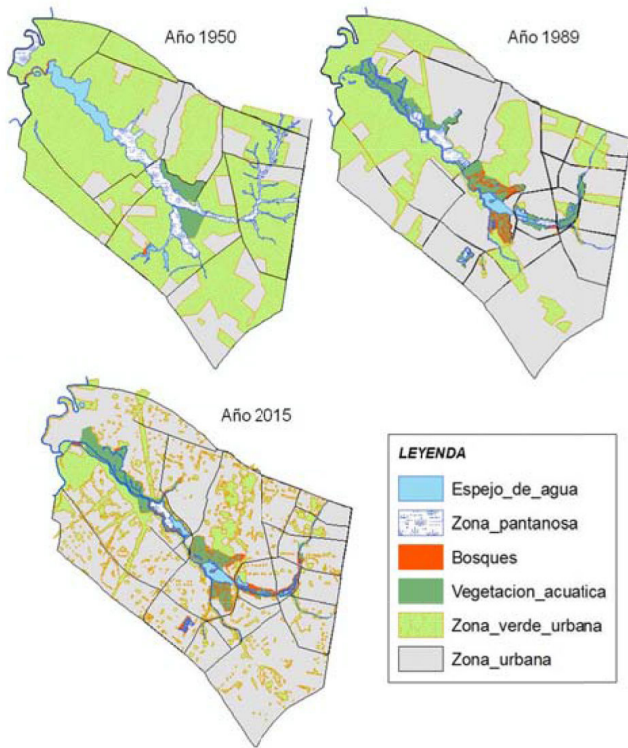 Año 1950
Año 1989
Año 2015
LEYENDA
Espejo_de_agua
Zona_pantanosa
Bosques
Vegetacion_acuatica
Zona_verde_urbana
Zona_urbana